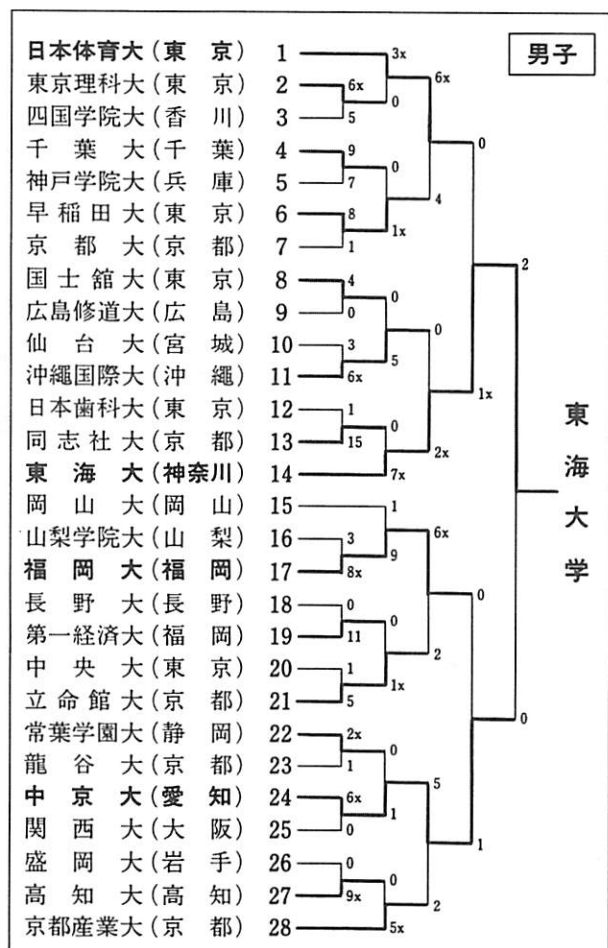 男子
日本体育大(東　京) 1
東京理科大(東　京) 2
四国学院大(香　川) 3
千　葉　大(千　葉) 4
神戸学院大(兵　庫) 5
早 稲 田 大(東　京) 6
京　都　大(京　都) 7
国 士 舘 大(東　京) 8
広島修道大(広　島) 9
仙　台　大(宮　城) 10
沖縄国際大(沖　縄) 11
日本歯科大(東　京) 12
同 志 社 大(京　都) 13
東　海　大(神奈川) 14
岡　山　大(岡　山) 15
山梨学院大(山　梨) 16
福　岡　大(福　岡) 17
長　野　大(長　野) 18
第一経済大(福　岡) 19
中　央　大(東　京) 20
立 命 館 大(京　都) 21
常葉学園大(静　岡) 22
龍　谷　大(京　都) 23
中　京　大(愛　知) 24
関　西　大(大　阪) 25
盛　岡　大(岩　手) 26
高　知　大(高　知) 27
京都産業大(京　都) 28
6x
5
9
7
8
1
4
0
3
6x
1
15
3
8x
0
11
1
5
2x
1
6x
0
0
9x
3x
0
0
1x
0
5
0
7x
1
9
0
1x
0
1
0
5x
6x
4
0
2x
6x
2
5
2
0
1x
0
1
2
0
東海大学